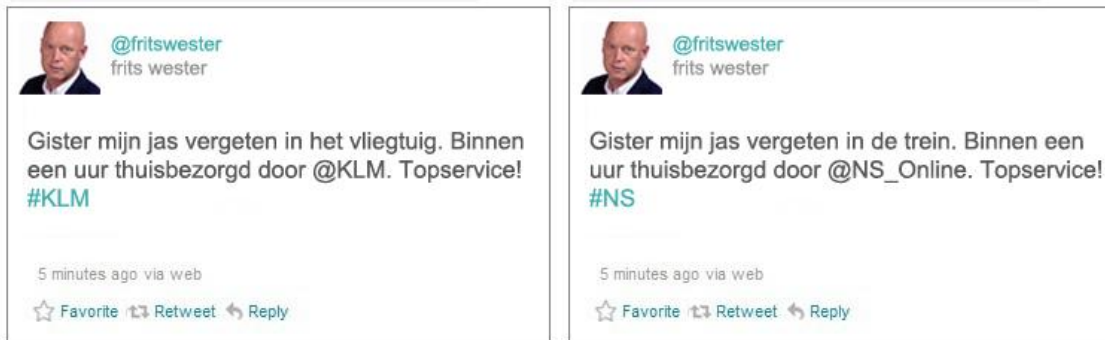 @fritswester
frits wester
Gister mijn jas vergeten in het vliegtuig. Binnen
een uur thuisbezorgd door @KLM. Topservice!
#KLM
5 minutes ago via web
Favorite Retweet Reply
@fritswester
frits wester
Gister mijn jas vergeten in de trein. Binnen een
uur thuisbezorgd door @NS_Online. Topservice!
#NS
5 minutes ago via web
Favorite Retweet Reply